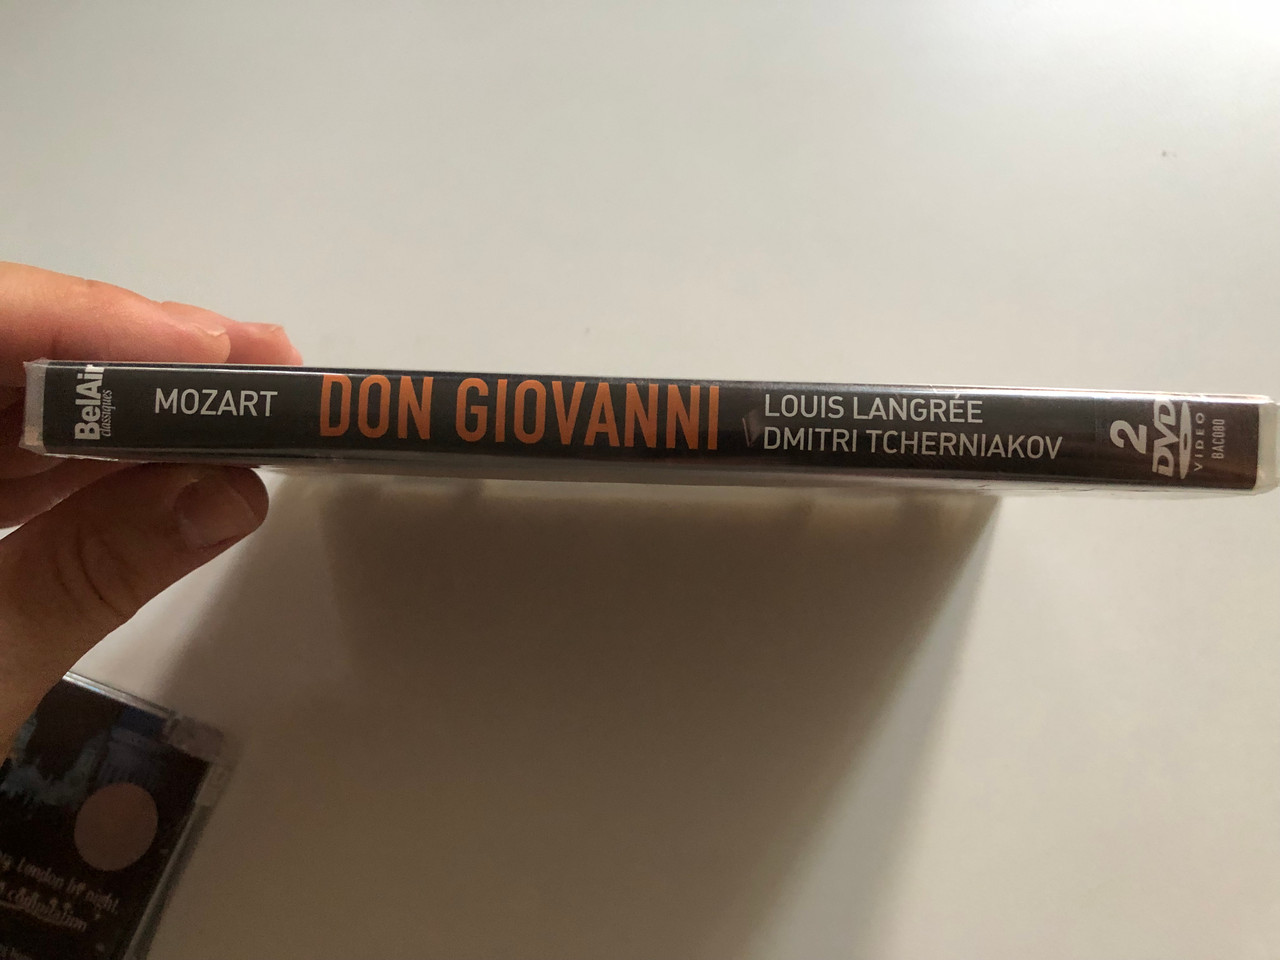 BelAir
classiques
MOZART
DON GIOVANNI
LOUIS LANGRÉE
DMITRI TCHERNIAKOV
2
DVD
VIDEO
BAC080
London by night.